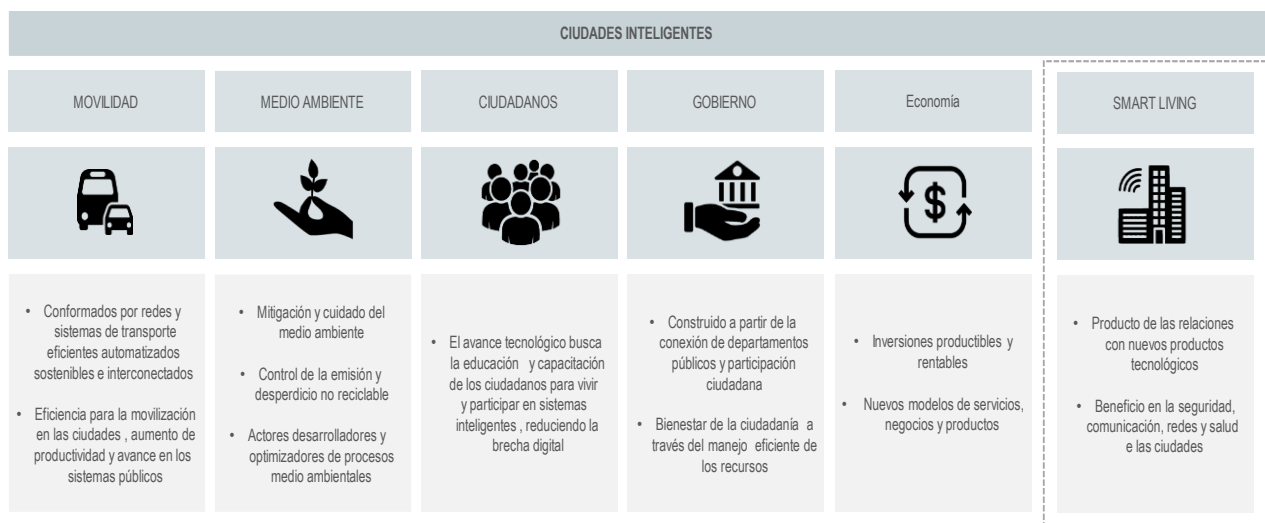 CIUDADES INTELIGENTES
MOVILIDAD
MEDIO AMBIENTE
CIUDADANOS
GOBIERNO
Economía
SMART LIVING
$
• Conformados por redes y
sistemas de transporte
eficientes automatizados
sostenibles e interconectados
• Eficiencia para la movilización
en las ciudades , aumento de
productividad y avance en los
sistemas públicos
• Mitigación y cuidado del
medio ambiente
• Control de la emisión y
desperdicio no reciclable
• Actores desarrolladores y
optimizadores de procesos
medio ambientales
• El avance tecnológico busca
la educación y capacitación
de los ciudadanos para vivir
y participar en sistemas
inteligentes , reduciendo la
brecha digital
• Construido a partir de la
conexión de departamentos
públicos y participación
ciudadana
• Bienestar de la ciudadanía a
través del manejo eficiente de
los recursos
• Inversiones productibles y
rentables
• Nuevos modelos de servicios,
negocios y productos
• Producto de las relaciones
con nuevos productos
tecnológicos
• Beneficio en la seguridad,
comunicación, redes y salud
e las ciudades